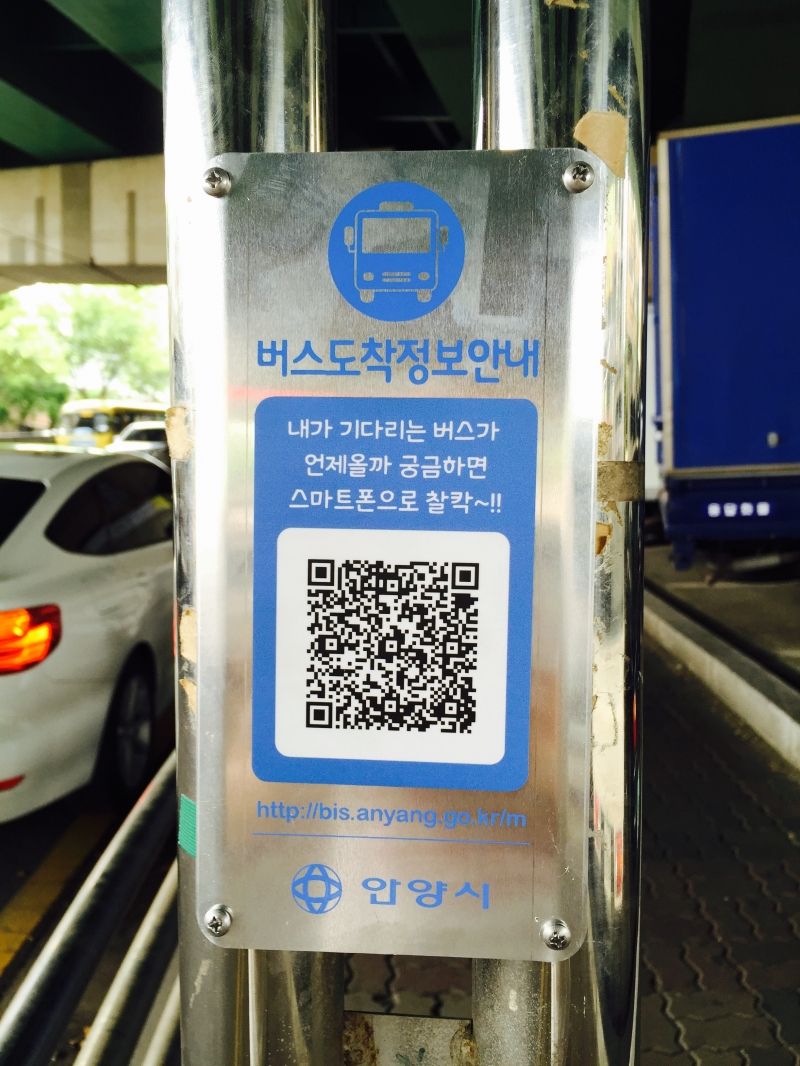 버스도착정보안내
내가 기다리는 버스가
언제올까 궁금하면
스마트폰으로 찰칵~!!
http://bis.anyang.go.kr/m
안양시